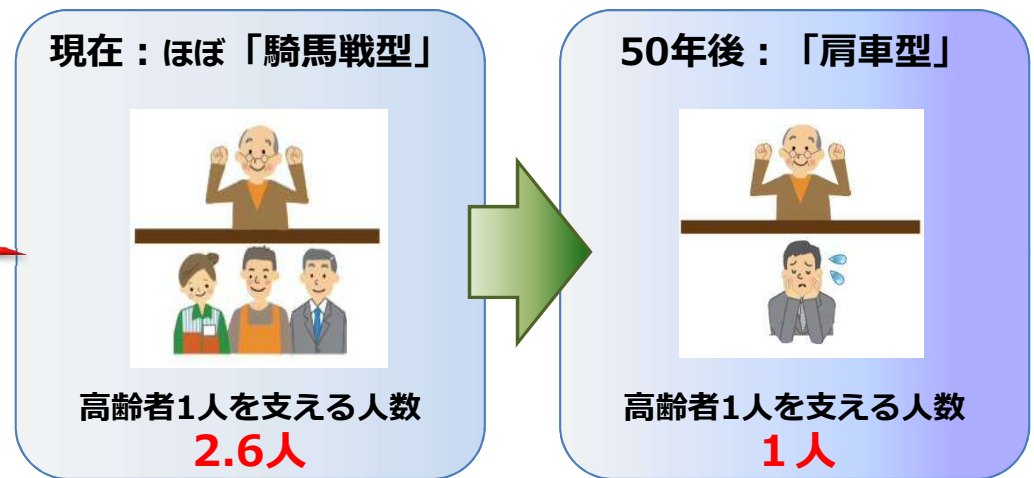 現在：ほぼ「騎馬戦型」
高齢者1人を支える人数
2.6人
50年後：「肩車型」
高齢者1人を支える人数
１人